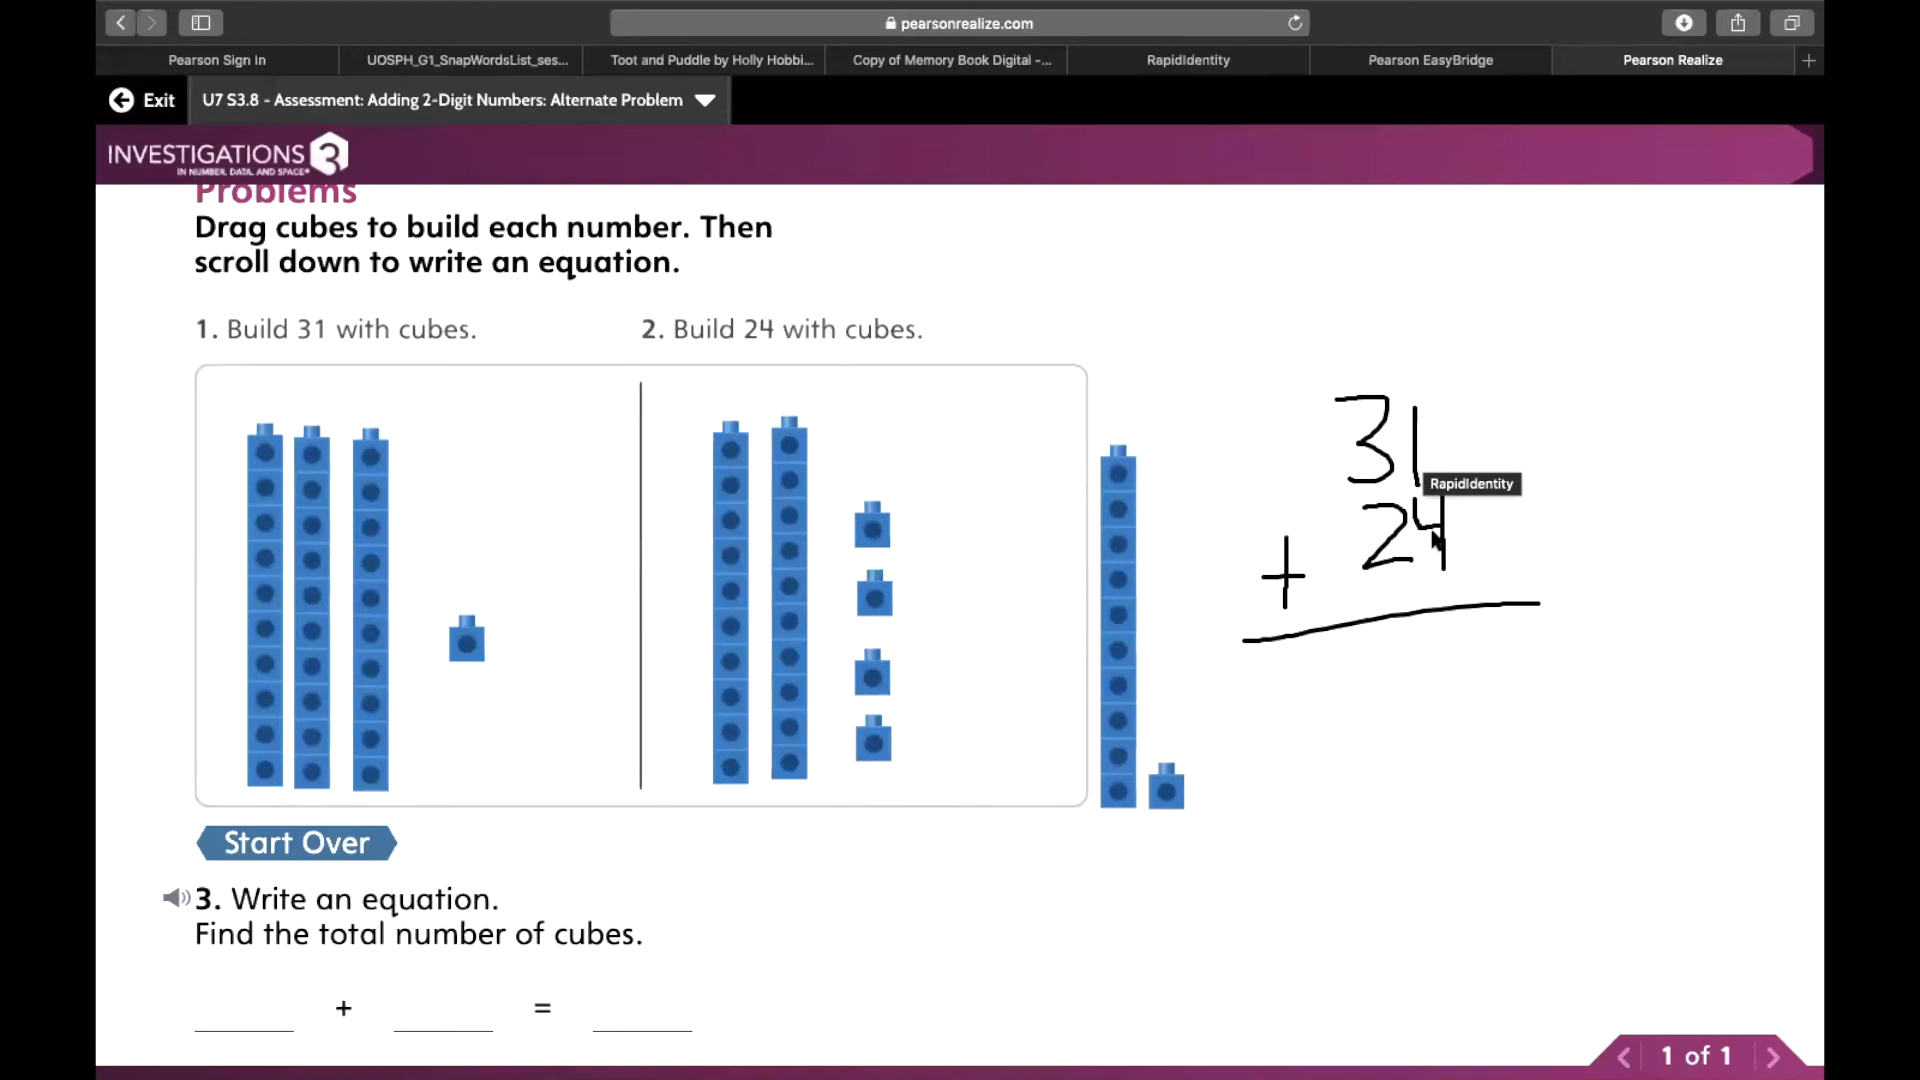 pearsonrealize.com
Pearson Sign In
UOSPH_G1_SnapWordsList_ses...
Toot and Puddle by Holly Hobbi...
Copy of Memory Book Digital -...
RapidIdentity
Pearson EasyBridge
Pearson Realize
Exit
U7 S3.8 - Assessment: Adding 2-Digit Numbers: Alternate Problem
INVESTIGATIONS 3
IN NUMBER, DATA, AND SPACE®
Problems
Drag cubes to build each number. Then
scroll down to write an equation.
1. Build 31 with cubes.
2. Build 24 with cubes.
31
RapidIdentity
+ 24
Start Over
3. Write an equation.
Find the total number of cubes.
____ + ____ = ____
1 of 1